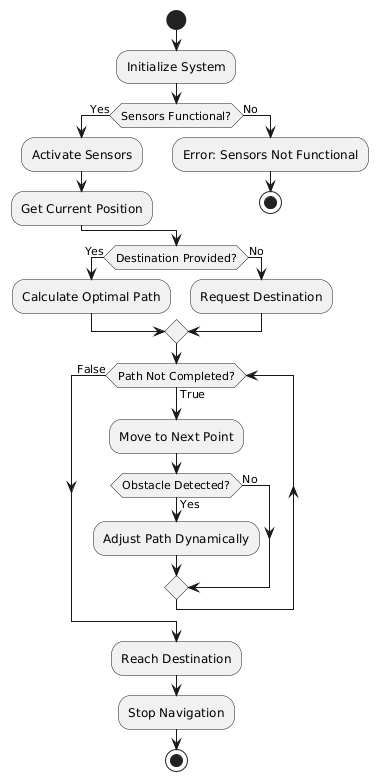 Initialize System
Yes
Sensors Functional?
No
Activate Sensors
Error: Sensors Not Functional
Get Current Position
Yes
Destination Provided?
No
Calculate Optimal Path
Request Destination
False
Path Not Completed?
True
Move to Next Point
Obstacle Detected?
No
Yes
Adjust Path Dynamically
Reach Destination
Stop Navigation